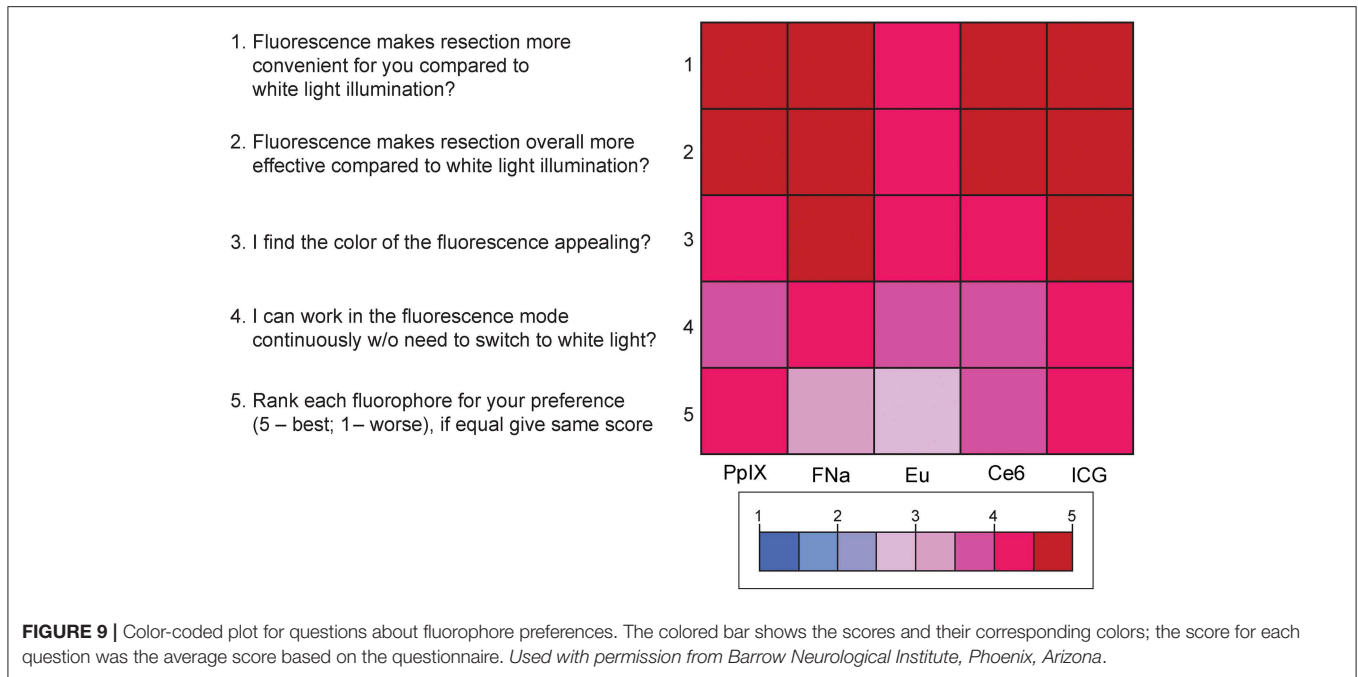 1. Fluorescence makes resection more
convenient for you compared to
white light illumination?
2. Fluorescence makes resection overall more
effective compared to white light illumination?
3. I find the color of the fluorescence appealing?
4. I can work in the fluorescence mode
continuously w/o need to switch to white light?
5. Rank each fluorophore for your preference
(5 – best; 1– worse), if equal give same score
1
2
3
4
5
PpIX FNa Eu Ce6 ICG
1 2 3 4 5
FIGURE 9 | Color-coded plot for questions about fluorophore preferences. The colored bar shows the scores and their corresponding colors; the score for each
question was the average score based on the questionnaire. Used with permission from Barrow Neurological Institute, Phoenix, Arizona.